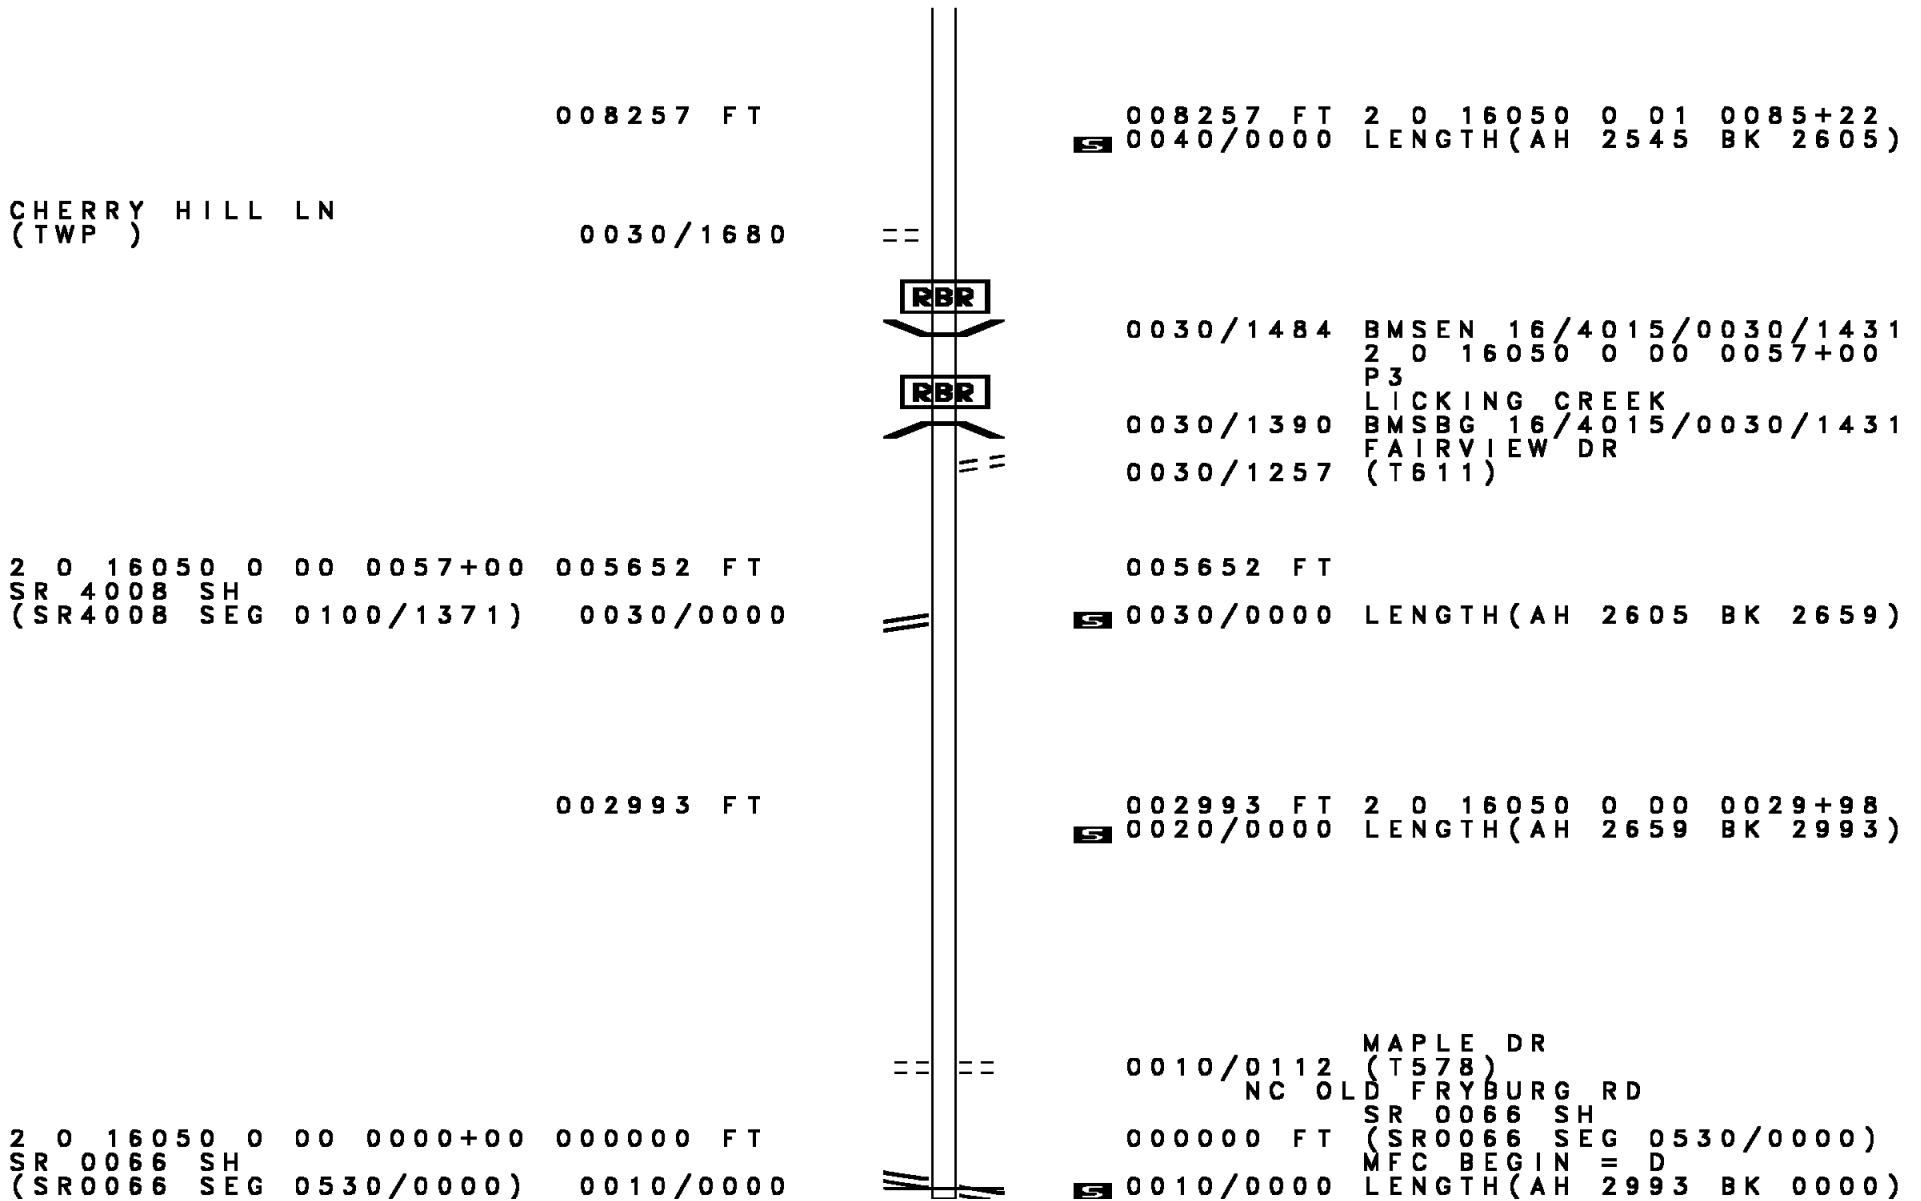 008257 FT 008257 FT 2 0 16050 0 01 0085+22
S 0040/0000 LENGTH(AH 2545 BK 2605)
CHERRY HILL LN
(TWP ) 0030/1680
RBR
0030/1484 BMSEN 16/4015/0030/1431
2 0 16050 0 00 0057+00
P3
RBR
LICKING CREEK
0030/1390 BMSBG 16/4015/0030/1431
FAIRVIEW DR
0030/1257 (T611)
2 0 16050 0 00 0057+00 005652 FT 005652 FT
SR 4008 SH
(SR4008 SEG 0100/1371) 0030/0000 S 0030/0000 LENGTH(AH 2605 BK 2659)
002993 FT 002993 FT 2 0 16050 0 00 0029+98
S 0020/0000 LENGTH(AH 2659 BK 2993)
MAPLE DR
0010/0112 (T578)
NC OLD FRYBURG RD
SR 0066 SH
2 0 16050 0 00 0000+00 000000 FT 000000 FT (SR0066 SEG 0530/0000)
SR 0066 SH MFC BEGIN = D
(SR0066 SEG 0530/0000) 0010/0000 S 0010/0000 LENGTH(AH 2993 BK 0000)